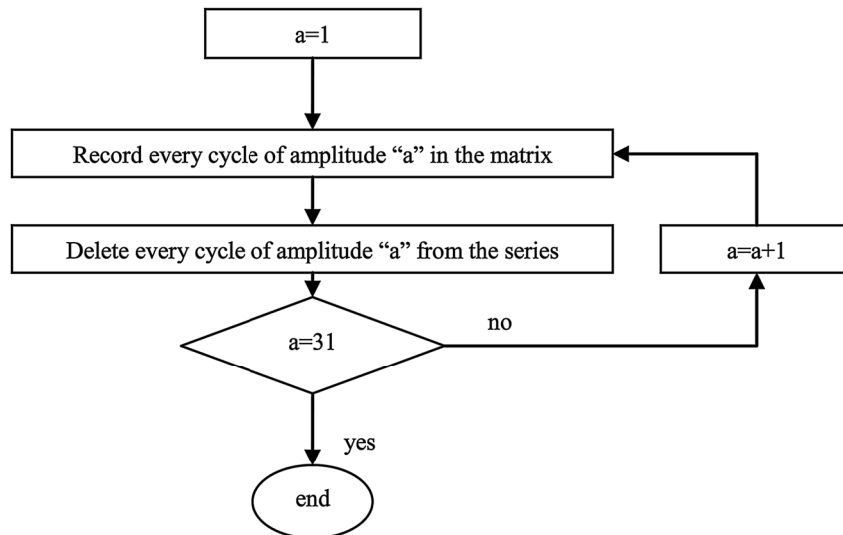 a=1
Record every cycle of amplitude “a” in the matrix
Delete every cycle of amplitude “a” from the series
a=a+1
a=31
no
yes
end